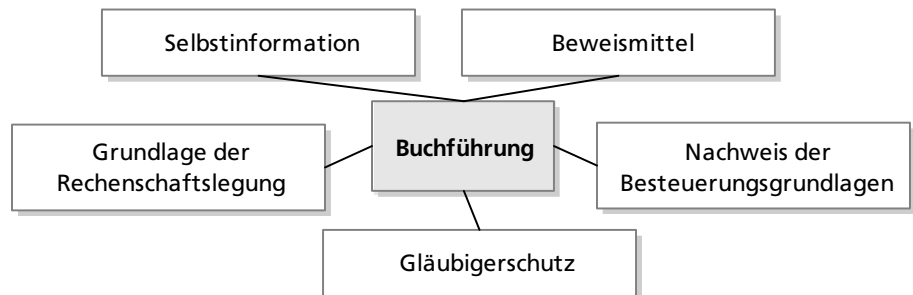 Selbstinformation
Beweismittel
Grundlage der
Rechenschaftslegung
Buchführung
Nachweis der
Besteuerungsgrundlagen
Gläubigerschutz